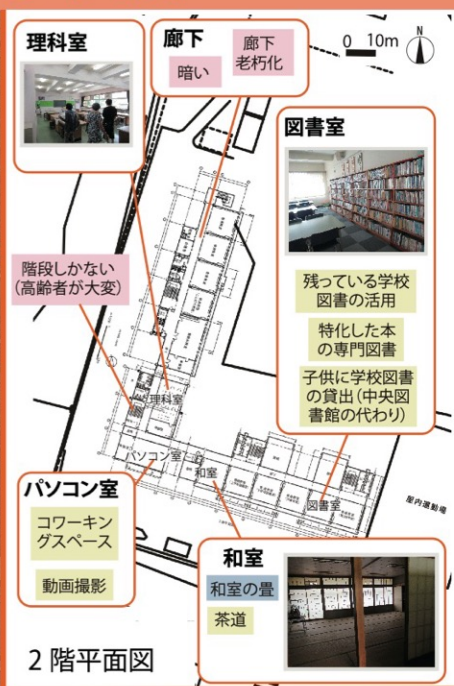 理科室
廊下
暗い
廊下
老朽化
0 10m
N
図書室
残っている学校
図書の活用
特化した本
の専門図書
子供に学校図書
の貸出(中央図
書館の代わり)
階段しかない
(高齢者が大変)
理科室
パソコン室
和室
図書室
屋内運動場
パソコン室
コワーキン
グスペース
動画撮影
和室
和室の畳
茶道
2階平面図